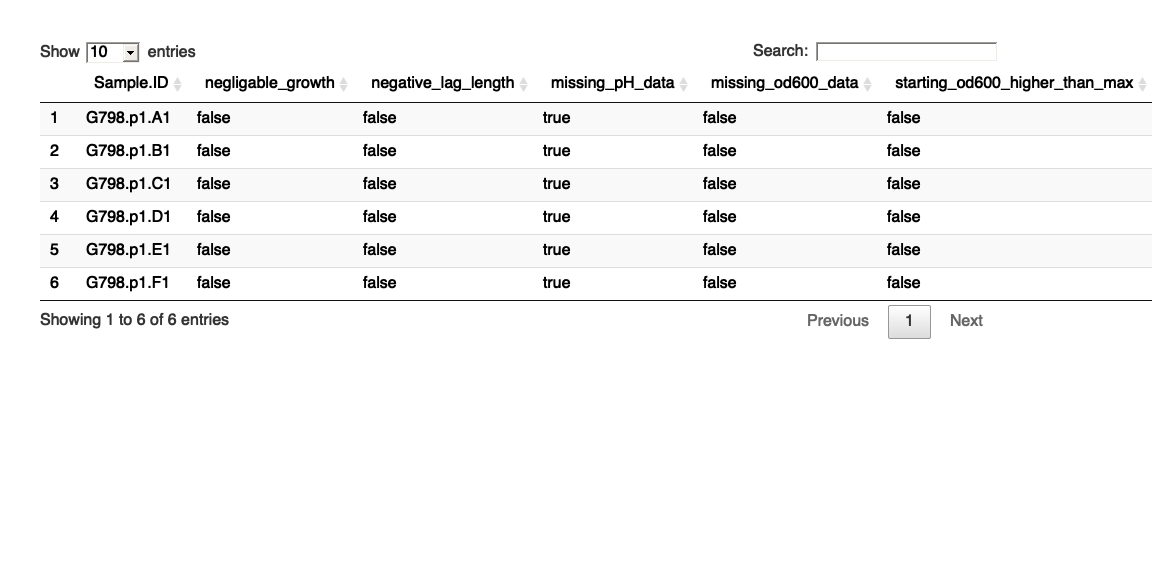 Show 10 entries Search:
Sample.ID negligable_growth negative_lag_length missing_pH_data missing_od600_data starting_od600_higher_than_max
1 G798.p1.A1 false false true false false
2 G798.p1.B1 false false true false false
3 G798.p1.C1 false false true false false
4 G798.p1.D1 false false true false false
5 G798.p1.E1 false false true false false
6 G798.p1.F1 false false true false false
Showing 1 to 6 of 6 entries Previous 1 Next